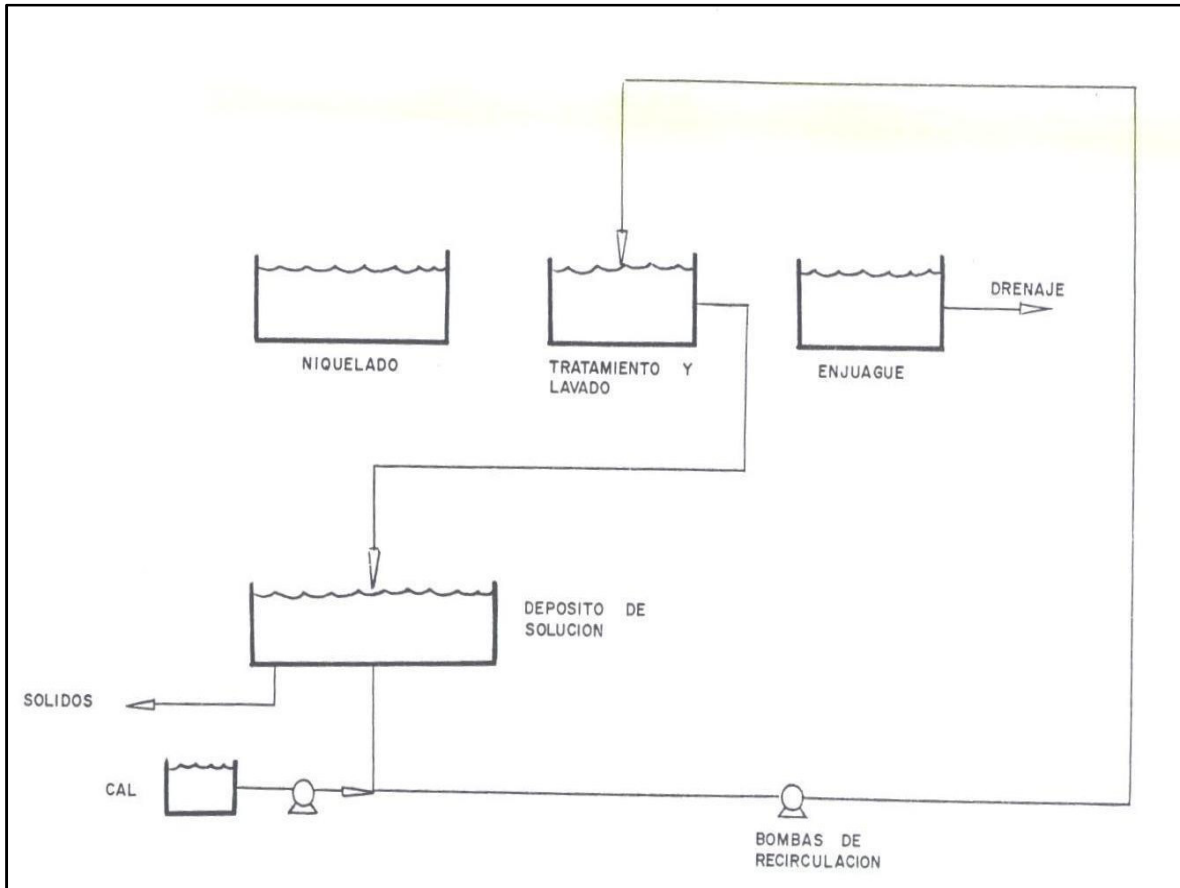 DRENAJE
NIQUELADO
TRATAMIENTO Y
LAVADO
ENJUAGUE
DEPOSITO DE
SOLUCION
SOLIDOS
CAL
BOMBAS DE
RECIRCULACION